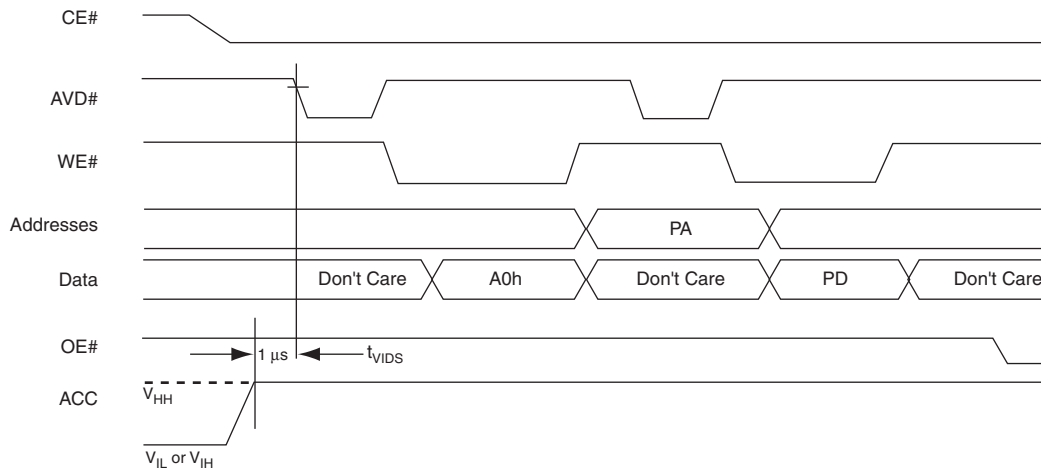 CE#
AVD#
WE#
Addresses
PA
Data
Don't Care
A0h
Don't Care
PD
Don't Care
OE#
1 μs
tVIDS
ACC
VHH
VIL or VIH